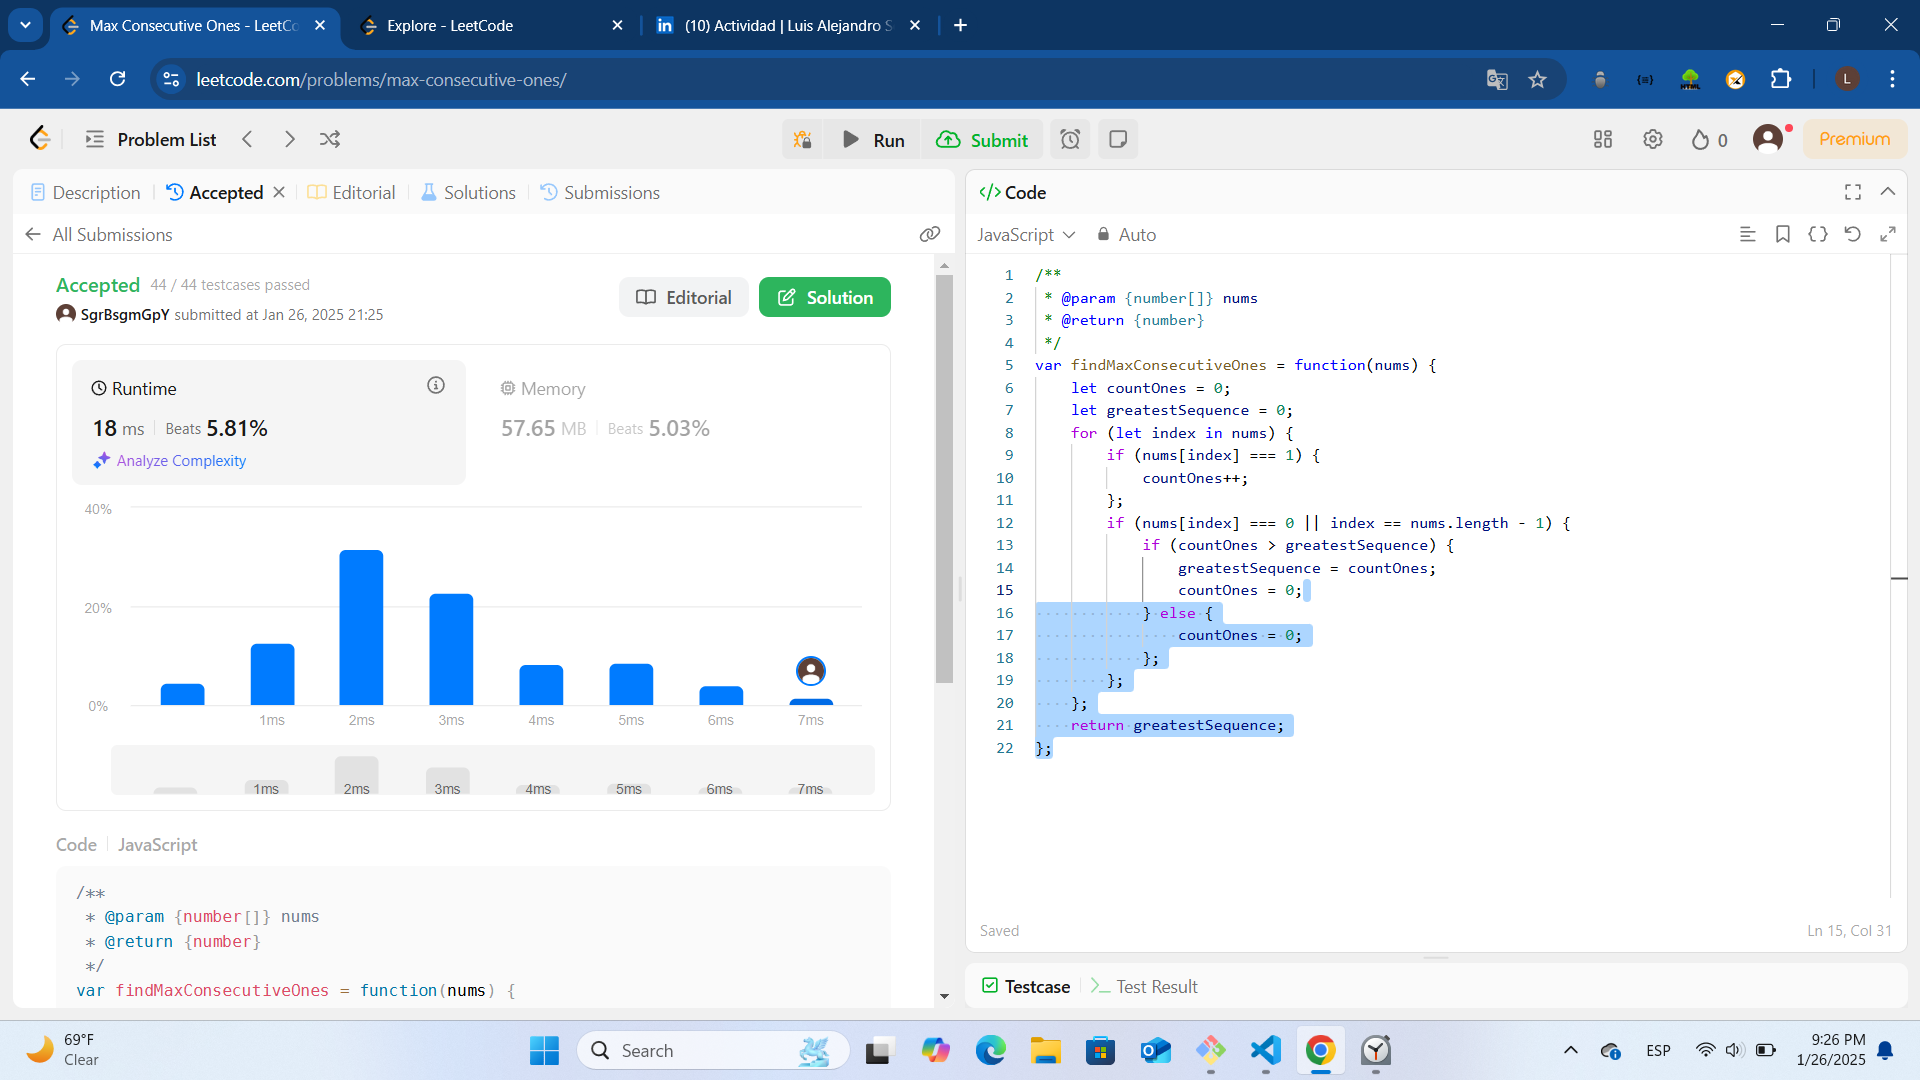 Max Consecutive Ones - LeetCo
Explore - LeetCode
(10) Actividad | Luis Alejandro S
leetcode.com/problems/max-consecutive-ones/
L
Problem List
Run
Submit
0
Premium
Description
Accepted
Editorial
Solutions
Submissions
All Submissions
Accepted 44 / 44 testcases passed
SgrBsgmGpY submitted at Jan 26, 2025 21:25
Editorial
Solution
Runtime
18 ms Beats 5.81%
Analyze Complexity
Memory
57.65 MB Beats 5.03%
40%
20%
0%
1ms 2ms 3ms 4ms 5ms 6ms 7ms
1ms 2ms 3ms 4ms 5ms 6ms 7ms
Code JavaScript
/**
* @param {number[]} nums
* @return {number}
*/
var findMaxConsecutiveOnes = function(nums) {
</> Code
JavaScript Auto
1 /**
2 * @param {number[]} nums
3 * @return {number}
4 */
5 var findMaxConsecutiveOnes = function(nums) {
6 let countOnes = 0;
7 let greatestSequence = 0;
8 for (let index in nums) {
9 if (nums[index] === 1) {
10 countOnes++;
11 };
12 if (nums[index] === 0 || index == nums.length - 1) {
13 if (countOnes > greatestSequence) {
14 greatestSequence = countOnes;
15 countOnes = 0;
16 } else {
17 countOnes = 0;
18 };
19 };
20 };
21 return greatestSequence;
22 };
Saved
Ln 15, Col 31
Testcase
Test Result
69°F
Clear
Search
ESP
9:26 PM
1/26/2025